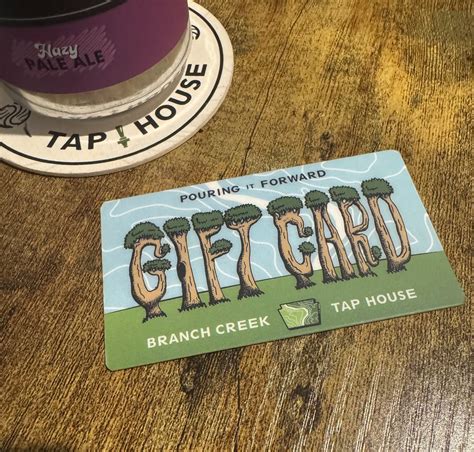 Hazy
PALE ALE
TAP HOUSE
POURING IT FORWARD
GIFT CARD
BRANCH CREEK TAP HOUSE